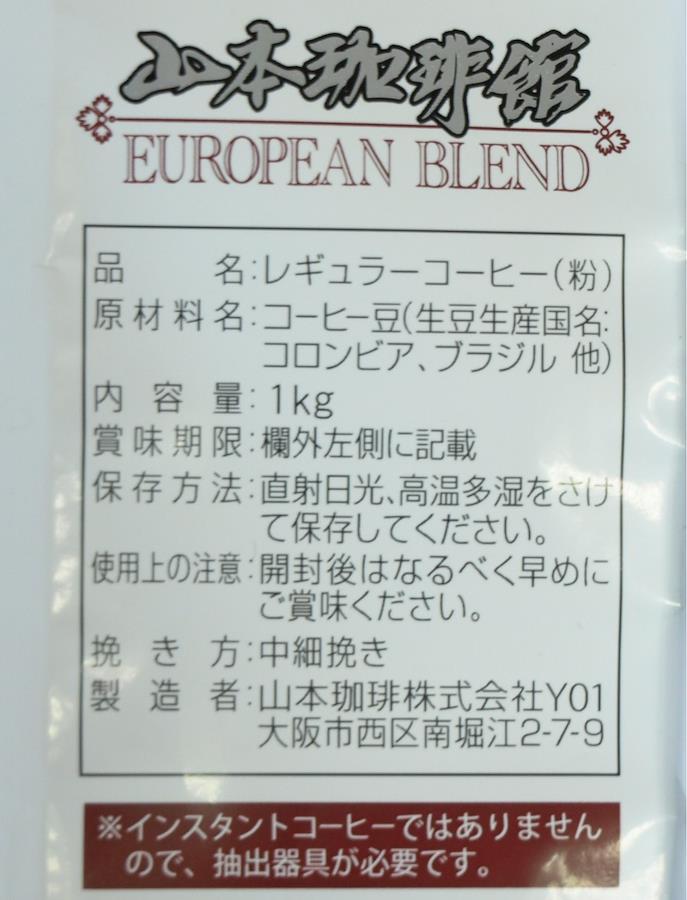 山本珈琲館
EUROPEAN BLEND
品名:レギュラーコーヒー(粉)
原材料名:コーヒー豆(生豆生産国名:
コロンビア、ブラジル 他)
内容量:1kg
賞味期限:欄外左側に記載
保存方法:直射日光、高温多湿をさけ
て保存してください。
使用上の注意:開封後はなるべく早めに
ご賞味ください。
挽き方:中細挽き
製造者:山本珈琲株式会社Y01
大阪市西区南堀江2-7-9
※インスタントコーヒーではありません
ので、抽出器具が必要です。